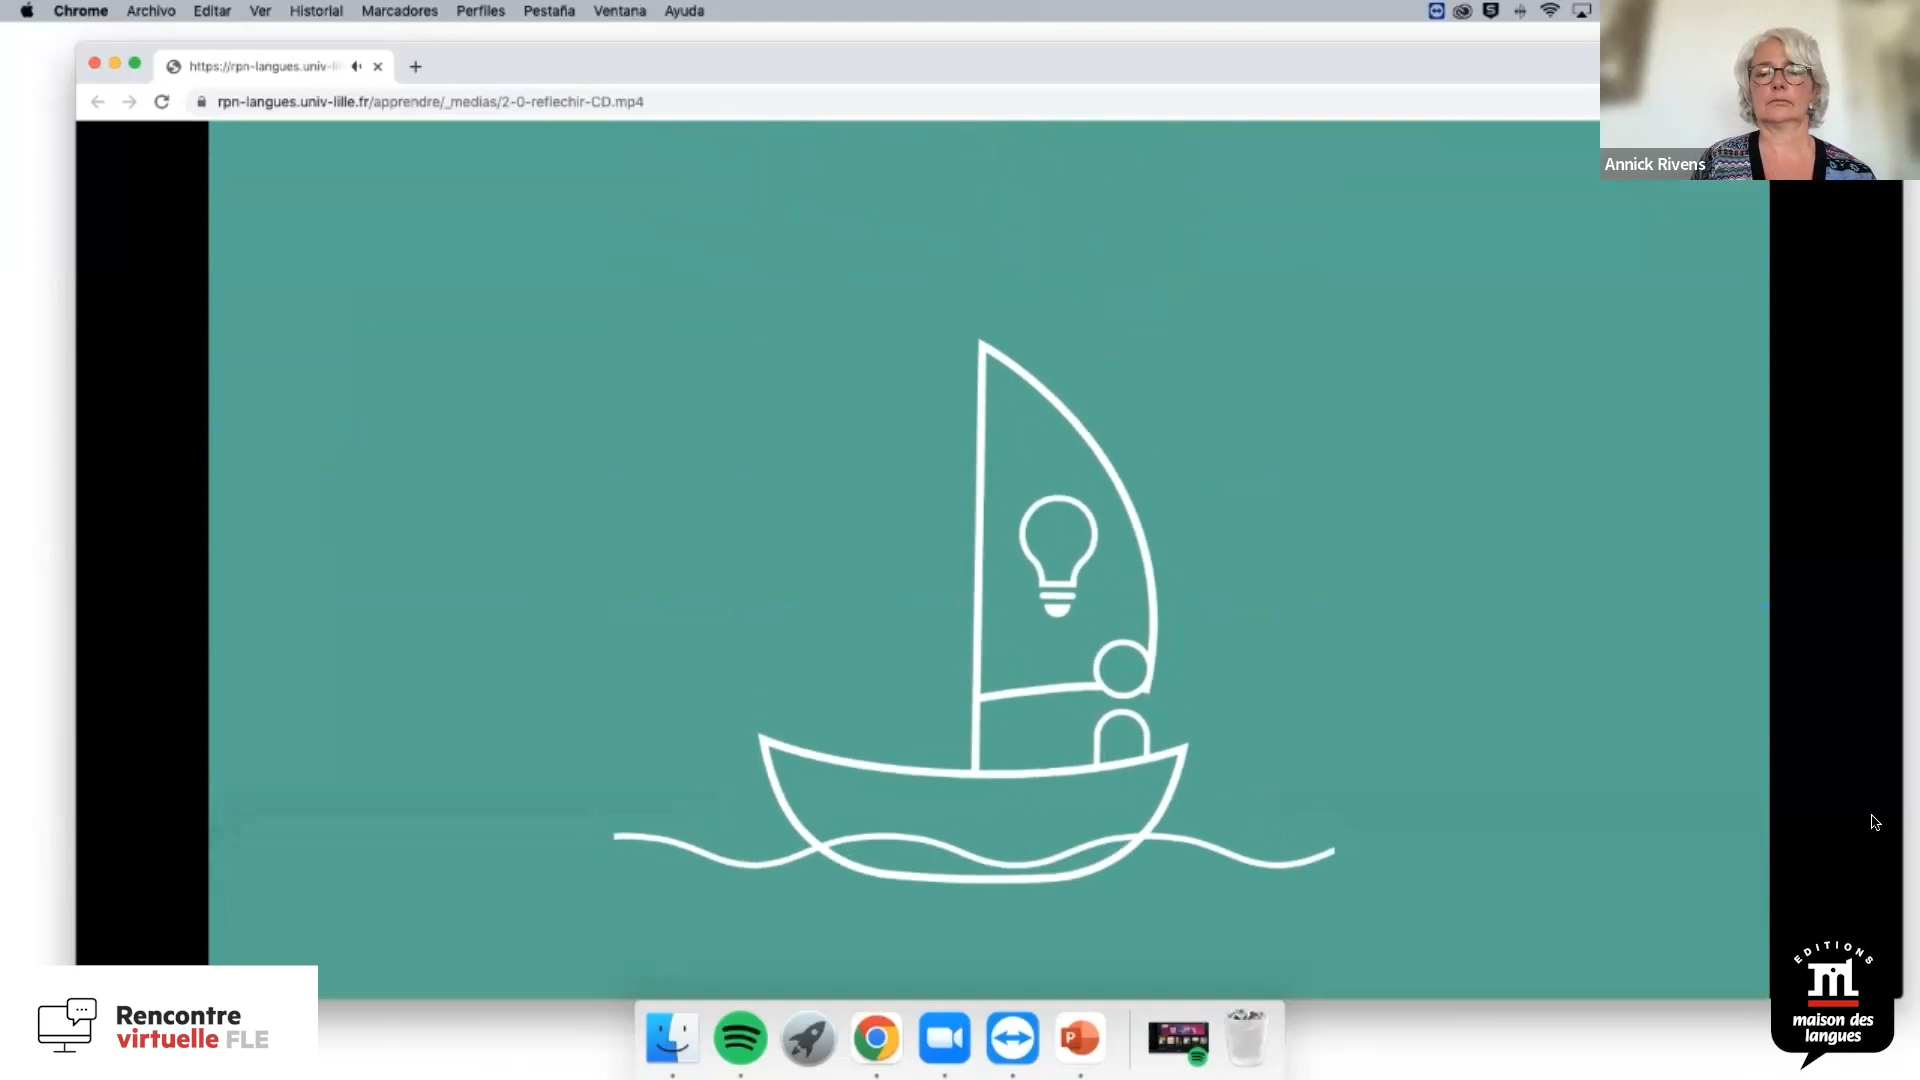 Chrome Archivo Editar Ver Historial Marcadores Perfiles Pestaña Ventana Ayuda
https://rpn-langues.univ-li
rpn-langues.univ-lille.fr/apprendre/_medias/2-0-reflechir-CD.mp4
Annick Rivens
Rencontre
virtuelle FLE
EDITIONS
maison des
langues